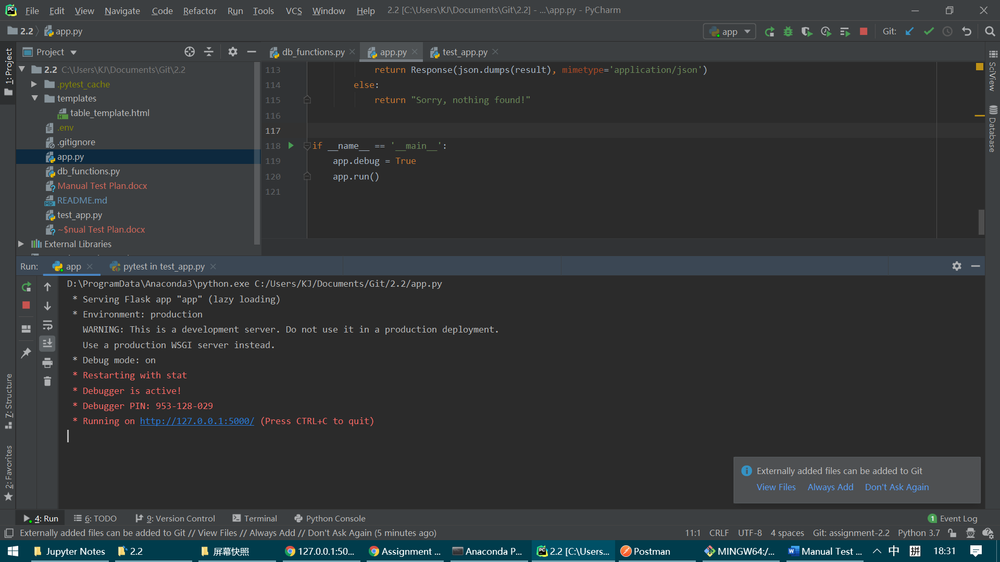 File Edit View Navigate Code Refactor Run Tools VCS Window Help 2.2 [C:\Users\KJ\Documents\Git\2.2] - ...\app.py - PyCharm
2.2 app.py
app Git:
1: Project
Project
db_functions.py app.py test_app.py
2.2 C:\Users\KJ\Documents\Git\2.2
.pytest_cache
templates
table_template.html
.env
.gitignore
app.py
db_functions.py
Manual Test Plan.docx
README.md
test_app.py
~$nual Test Plan.docx
External Libraries
113 return Response(json.dumps(result), mimetype='application/json')
114 else:
115 return "Sorry, nothing found!"
116
117
118 if __name__ == '__main__':
119 app.debug = True
120 app.run()
121
SciView
Database
Run: app pytest in test_app.py
D:\ProgramData\Anaconda3\python.exe C:/Users/KJ/Documents/Git/2.2/app.py
* Serving Flask app "app" (lazy loading)
* Environment: production
WARNING: This is a development server. Do not use it in a production deployment.
Use a production WSGI server instead.
* Debug mode: on
* Restarting with stat
* Debugger is active!
* Debugger PIN: 953-128-029
* Running on http://127.0.0.1:5000/ (Press CTRL+C to quit)
7: Structure
2: Favorites
Externally added files can be added to Git
View Files Always Add Don't Ask Again
4: Run 6: TODO 9: Version Control Terminal Python Console 1 Event Log
Externally added files can be added to Git // View Files // Always Add // Don't Ask Again (5 minutes ago) 11:1 CRLF UTF-8 4 spaces Git: assignment-2.2 Python 3.7
Jupyter Notes 2.2 屏幕快照 127.0.0.1:50... Assignment ... Anaconda P... 2.2 [C:\Users... Postman MINGW64:/... Manual Test ... 中 拼 18:31